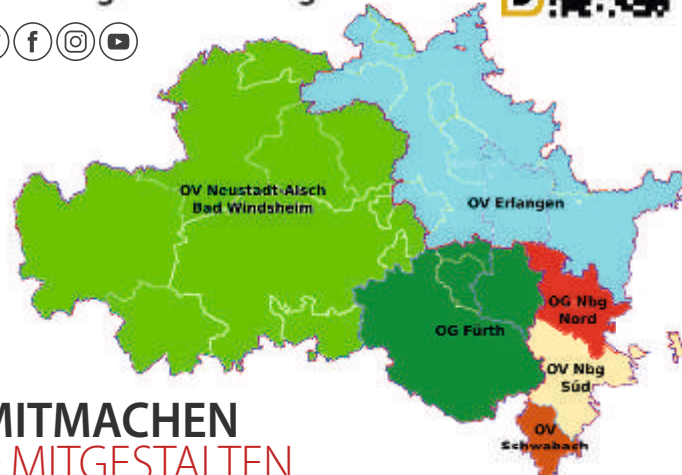 OV Neustadt-Aisch
Bad Windsheim
OV Erlangen
OG Nbg
Nord
OG Fürth
OV Nbg
Süd
OV
Schwabach
MITMACHEN
MITGESTALTEN